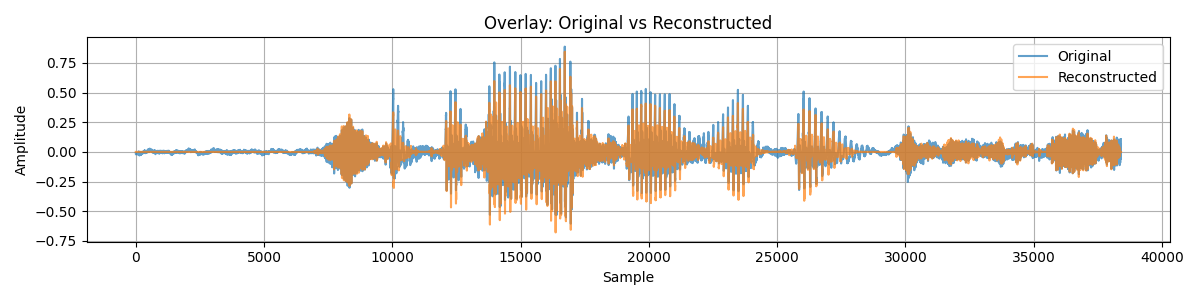 Overlay: Original vs Reconstructed
Original
Reconstructed
Amplitude
0.75
0.50
0.25
0.00
−0.25
−0.50
−0.75
0 5000 10000 15000 20000 25000 30000 35000 40000
Sample